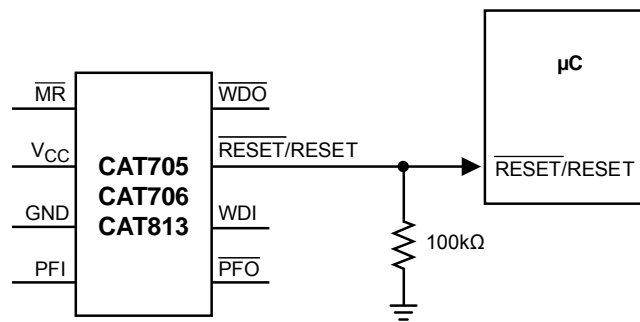 MR
VCC
GND
PFI
CAT705
CAT706
CAT813
WDO
RESET/RESET
WDI
PFO
100kΩ
µC
RESET/RESET